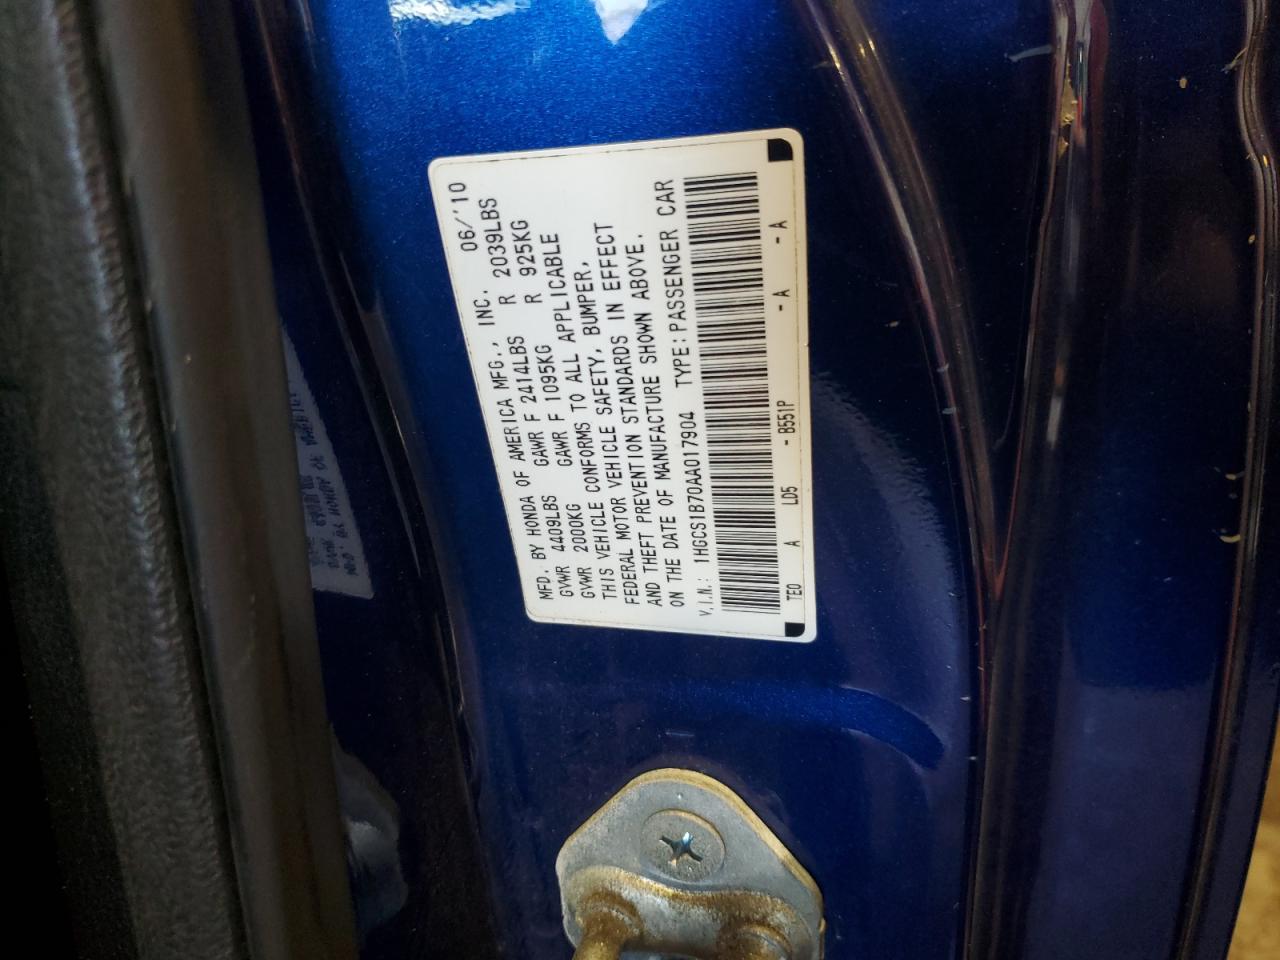 MFD. BY HONDA OF AMERICA MFG., INC. 06/'10
GVWR 4409LBS GAWR F 2414LBS R 2039LBS
GVWR 2000KG GAWR F 1095KG R 925KG
THIS VEHICLE CONFORMS TO ALL APPLICABLE
FEDERAL MOTOR VEHICLE SAFETY, BUMPER,
AND THEFT PREVENTION STANDARDS IN EFFECT
ON THE DATE OF MANUFACTURE SHOWN ABOVE.
V.I.N.: 1HGCS1B70AA017904 TYPE: PASSENGER CAR
TE0 A LD5 - B551P - A - A